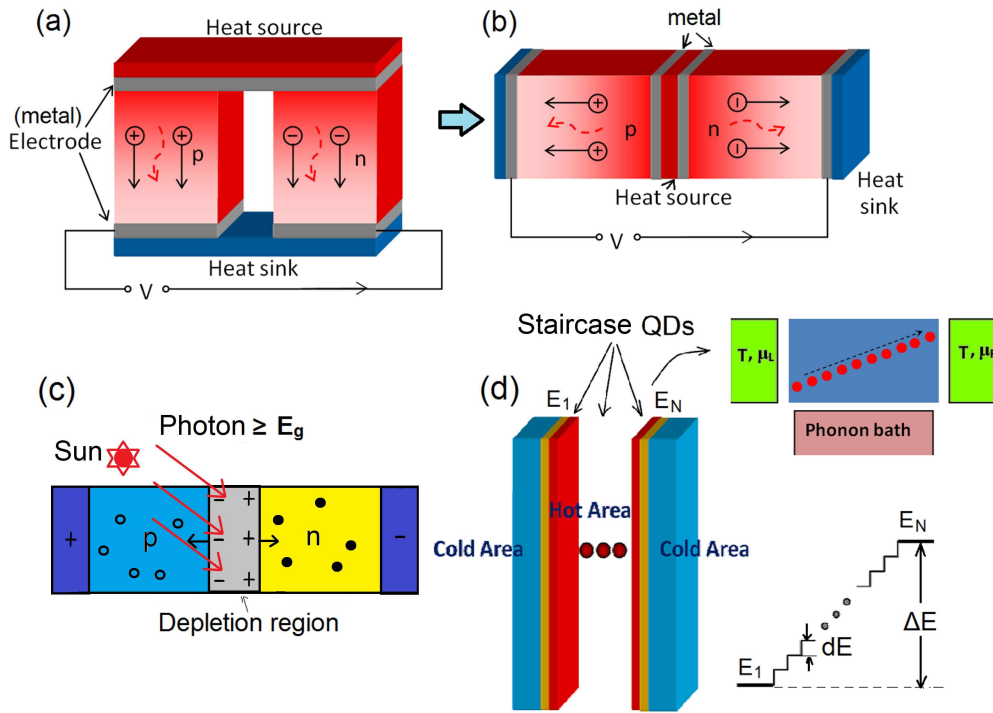 (a)
Heat source
(metal)
Electrode
+ +
p
− −
n
Heat sink
V
(b)
metal
+
+
p
n
−
−
Heat source
Heat
sink
V
(c)
Photon ≥ Eg
Sun
+
p
− +
− +
− +
n
−
Depletion region
(d)
Staircase QDs
E1
EN
Hot Area
Cold Area
Cold Area
T, μL
T, μ
Phonon bath
EN
ΔE
dE
E1